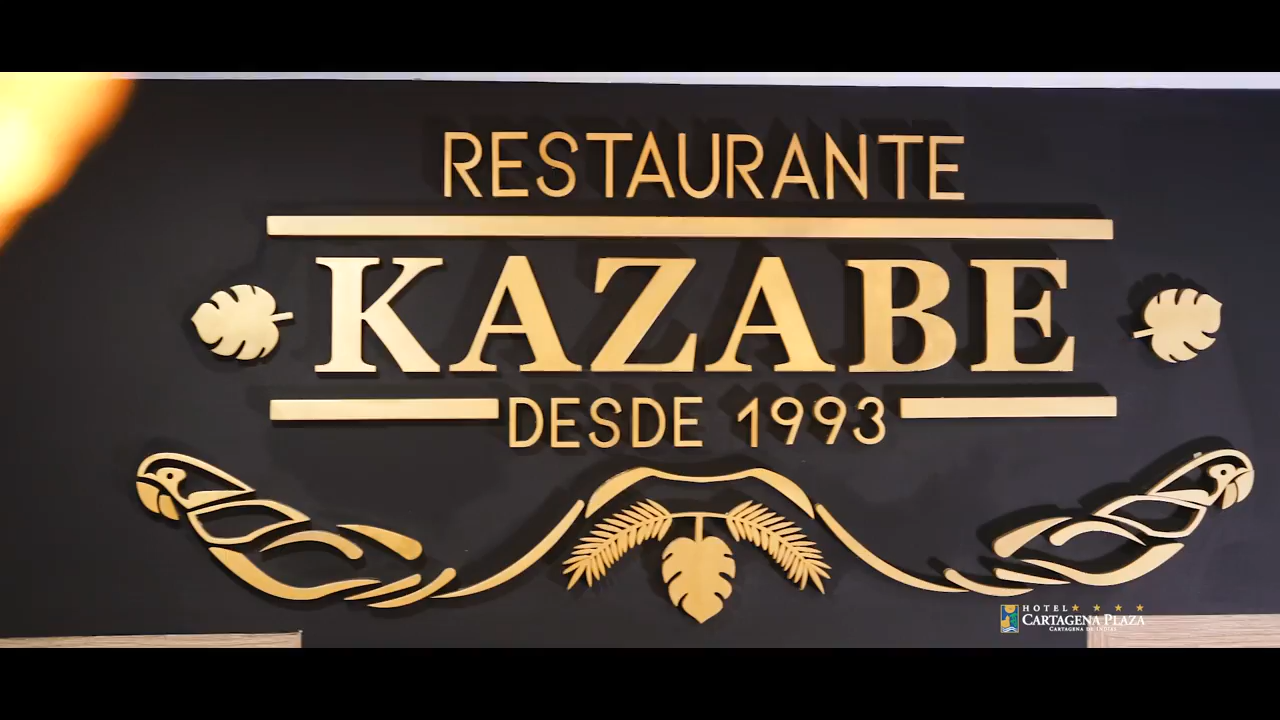 RESTAURANTE
KAZABE
DESDE 1993
HOTEL
CARTAGENA PLAZA
CARTAGENA DE INDIAS